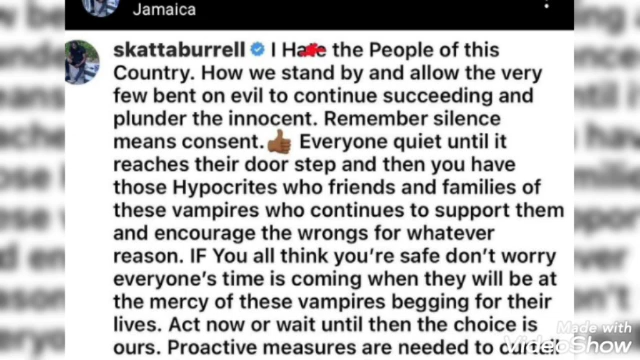 Jamaica
skattaburrell I Hate the People of this
Country. How we stand by and allow the very
few bent on evil to continue succeeding and
plunder the innocent. Remember silence
means consent.👍🏾 Everyone quiet until it
reaches their door step and then you have
those Hypocrites who friends and families of
these vampires who continues to support them
and encourage the wrongs for whatever
reason. IF You all think you're safe don't worry
everyone's time is coming when they will be at
the mercy of these vampires begging for their
lives. Act now or wait until then the choice is
ours. Proactive measures are needed to
Made with
VideoShow